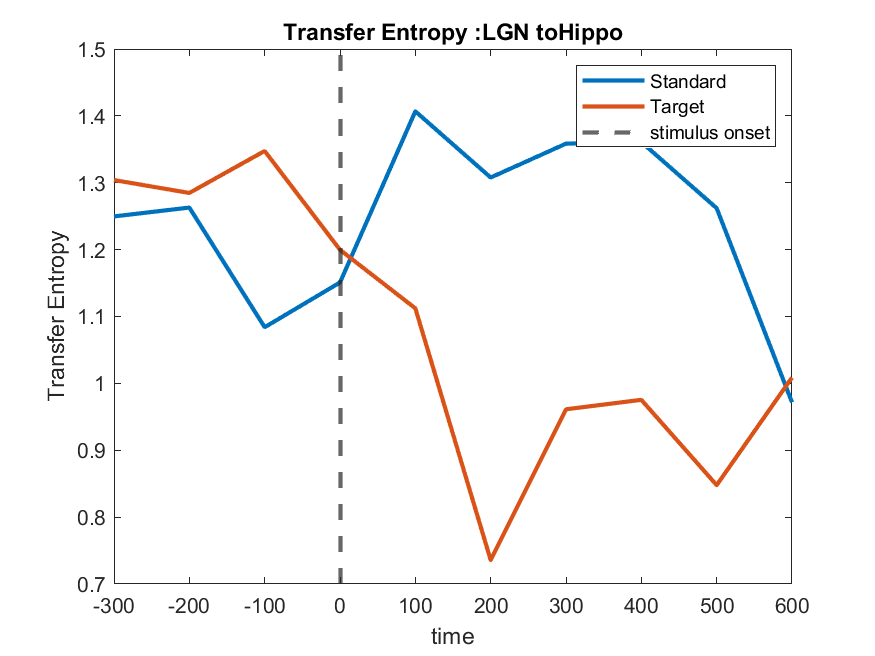 Transfer Entropy :LGN toHippo
1.5
1.4
1.3
1.2
1.1
1
0.9
0.8
0.7
Transfer Entropy
Standard
Target
stimulus onset
-300 -200 -100 0 100 200 300 400 500 600
time